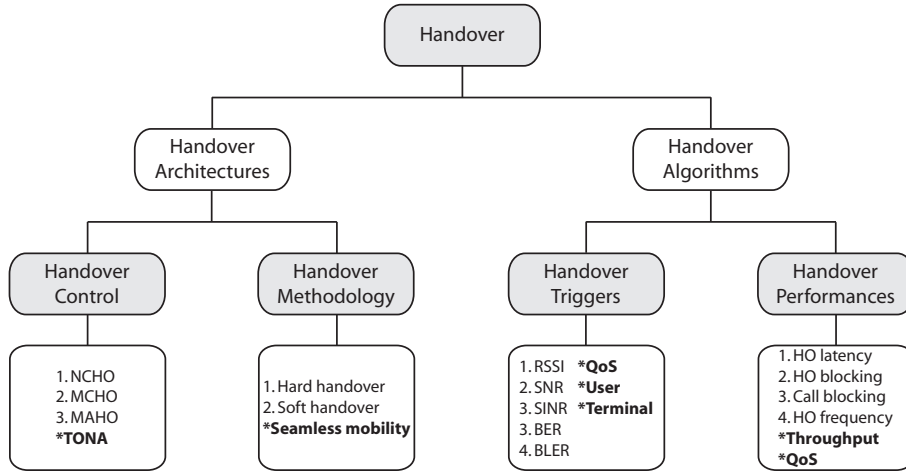 Handover
Handover
Architectures
Handover
Algorithms
Handover
Control
Handover
Methodology
Handover
Triggers
Handover
Performances
1. NCHO
2. MCHO
3. MAHO
*TONA
1. Hard handover
2. Soft handover
*Seamless mobility
1. RSSI *QoS
2. SNR *User
3. SINR *Terminal
3. BER
4. BLER
1. HO latency
2. HO blocking
3. Call blocking
4. HO frequency
*Throughput
*QoS